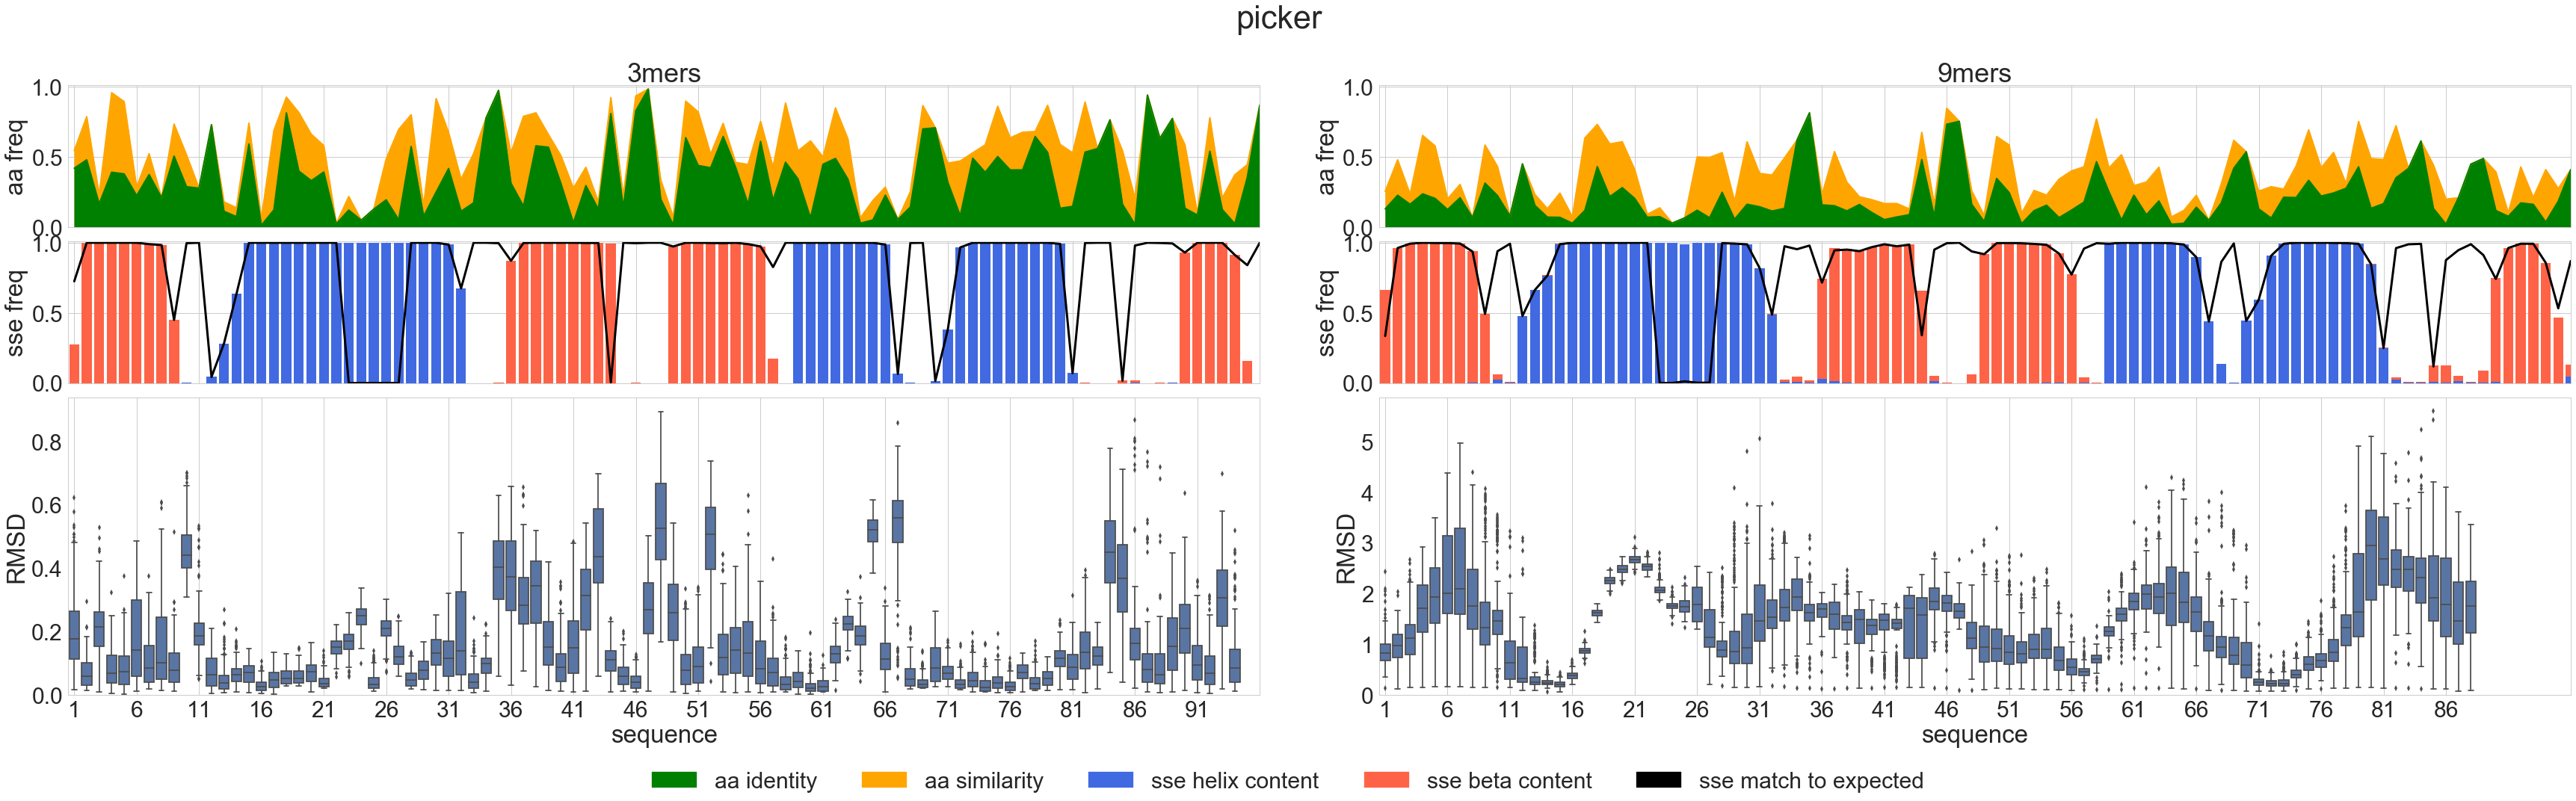 picker
3mers
9mers
aa freq
1.0
0.5
0.0
aa freq
1.0
0.5
0.0
sse freq
1.0
0.5
0.0
sse freq
1.0
0.5
0.0
RMSD
0.8
0.6
0.4
0.2
0.0
1 6 11 16 21 26 31 36 41 46 51 56 61 66 71 76 81 86 91
sequence
RMSD
5
4
3
2
1
0
1 6 11 16 21 26 31 36 41 46 51 56 61 66 71 76 81 86
sequence
aa identity aa similarity sse helix content sse beta content sse match to expected